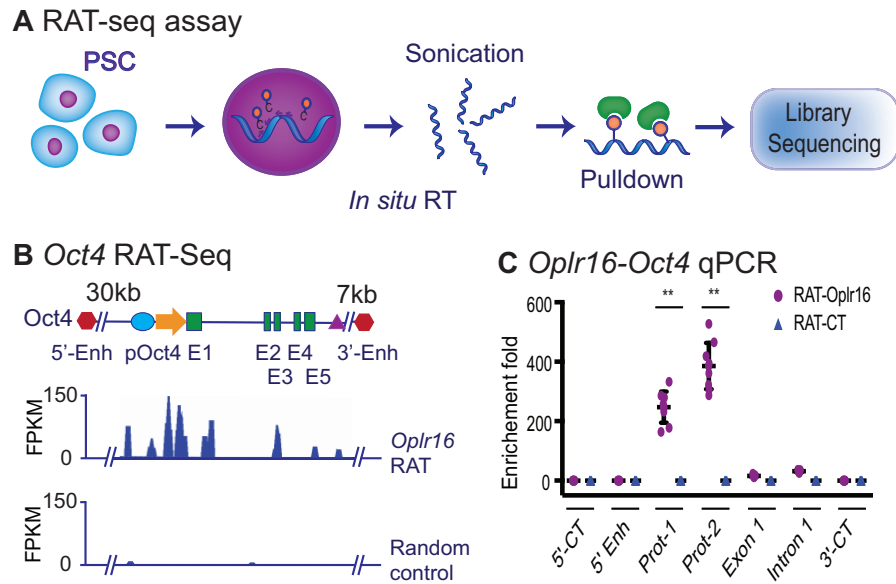 A RAT-seq assay
PSC
Sonication
C
C
C
In situ RT
Pulldown
Library
Sequencing
B Oct4 RAT-Seq
30kb
7kb
Oct4
5'-Enh
pOct4
E1
E2
E4
3'-Enh
E3
E5
150
FPKM
0
Oplr16
RAT
150
FPKM
0
Random
control
C Oplr16-Oct4 qPCR
RAT-Oplr16
RAT-CT
**
**
600
400
200
0
Enrichement fold
5'-CT
5' Enh
Prot-1
Prot-2
Exon 1
Intron 1
3'-CT